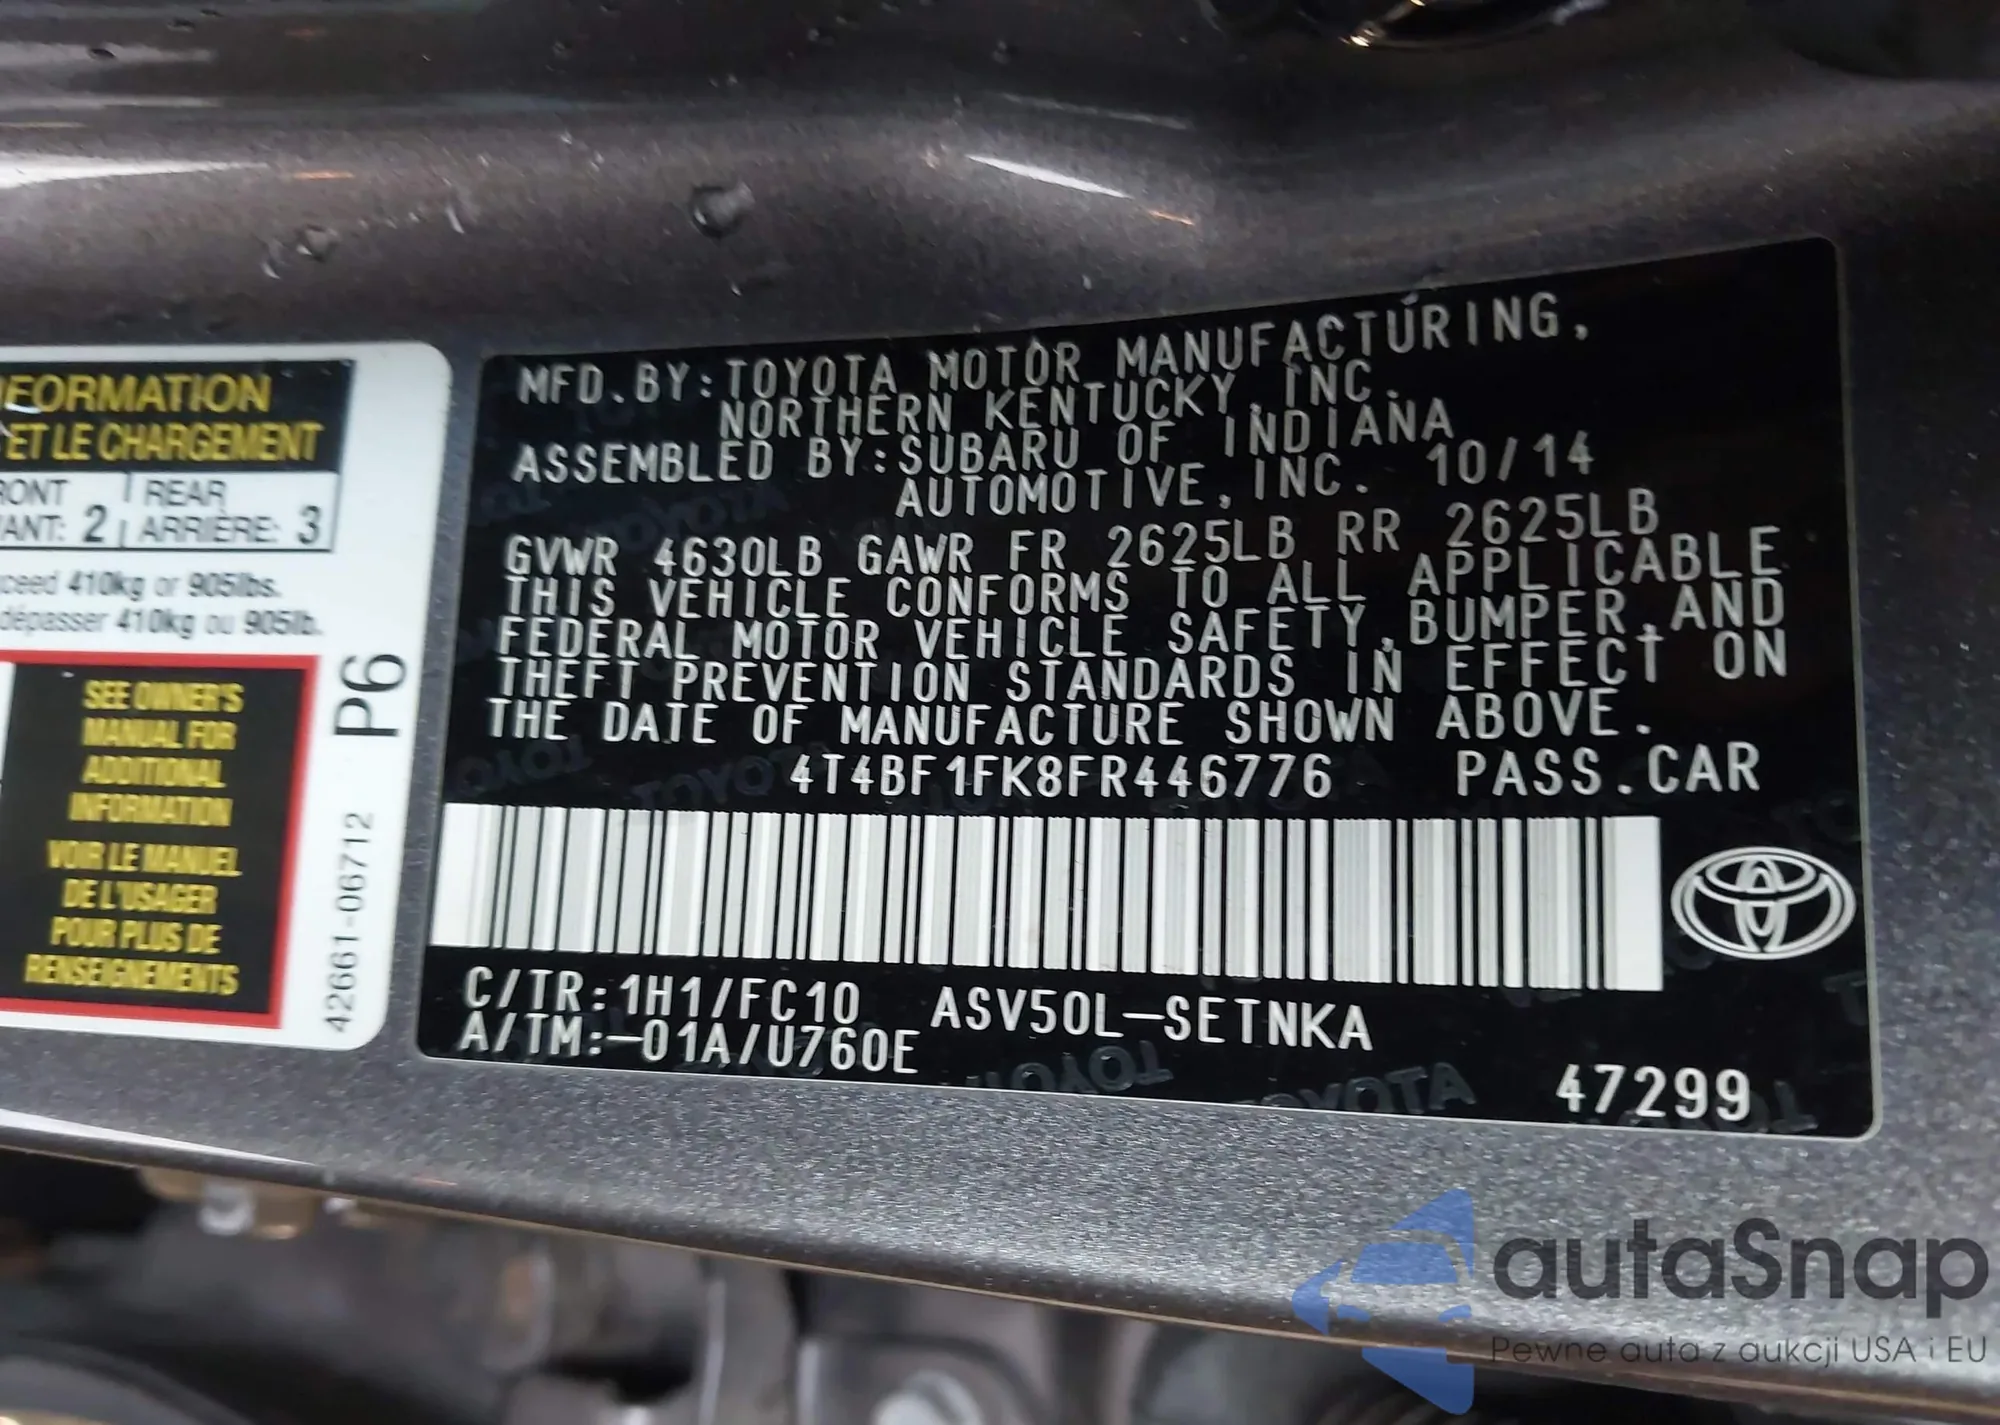 INFORMATION
ET LE CHARGEMENT
REAR
2 ARRIÈRE: 3
410kg or 905lbs.
dépasser 410kg ou 905lb.
SEE OWNER'S
MANUAL FOR
ADDITIONAL
INFORMATION
VOIR LE MANUEL
DE L'USAGER
POUR PLUS DE
RENSEIGNEMENTS
P6
42661-06712
MFD.BY:TOYOTA MOTOR MANUFACTURING,
NORTHERN KENTUCKY,INC.
ASSEMBLED BY:SUBARU OF INDIANA
AUTOMOTIVE,INC. 10/14
GVWR 4630LB GAWR FR 2625LB RR 2625LB
THIS VEHICLE CONFORMS TO ALL APPLICABLE
FEDERAL MOTOR VEHICLE SAFETY,BUMPER,AND
THEFT PREVENTION STANDARDS IN EFFECT ON
THE DATE OF MANUFACTURE SHOWN ABOVE.
4T4BF1FK8FR446776 PASS.CAR
C/TR:1H1/FC10 ASV50L-SETNKA
A/TM:-01A/U760E
47299
autaSnap
Pewne auta z aukcji USA i EU